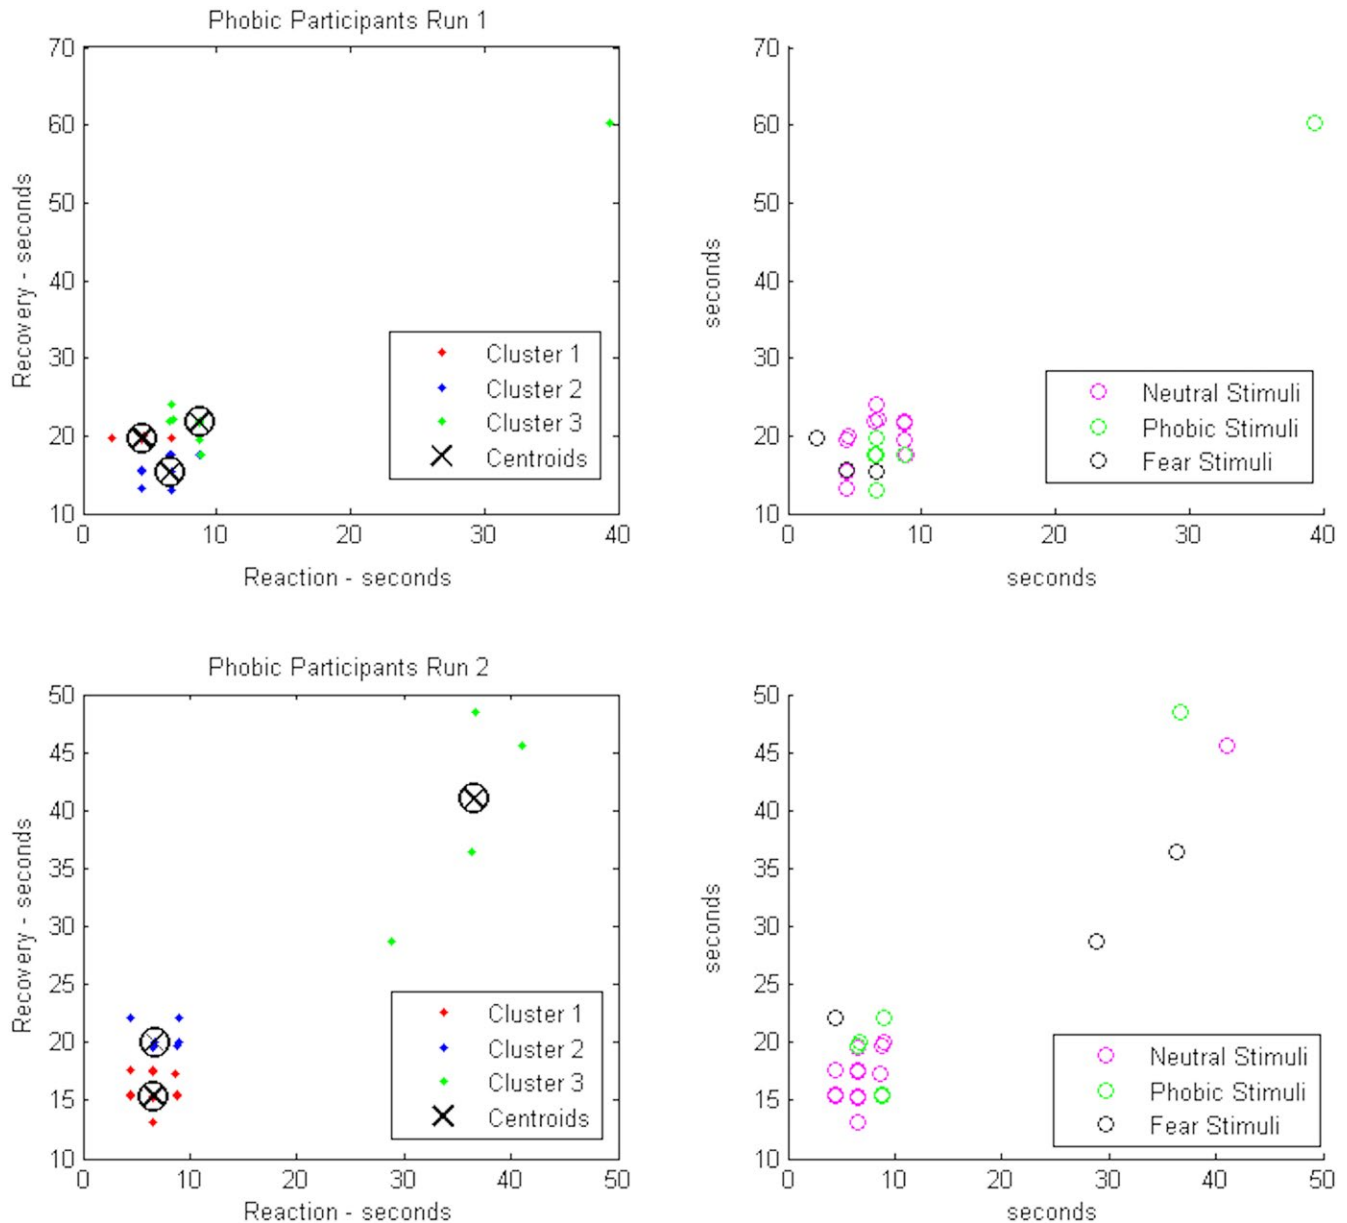 Phobic Participants Run 1
70
60
50
40
30
20
10
0
10
20
30
40
Recovery - seconds
Reaction - seconds
Cluster 1
Cluster 2
Cluster 3
Centroids
70
60
50
40
30
20
10
0
10
20
30
40
seconds
seconds
Neutral Stimuli
Phobic Stimuli
Fear Stimuli
Phobic Participants Run 2
50
45
40
35
30
25
20
15
10
0
10
20
30
40
50
Recovery - seconds
Reaction - seconds
Cluster 1
Cluster 2
Cluster 3
Centroids
50
45
40
35
30
25
20
15
10
0
10
20
30
40
50
seconds
seconds
Neutral Stimuli
Phobic Stimuli
Fear Stimuli